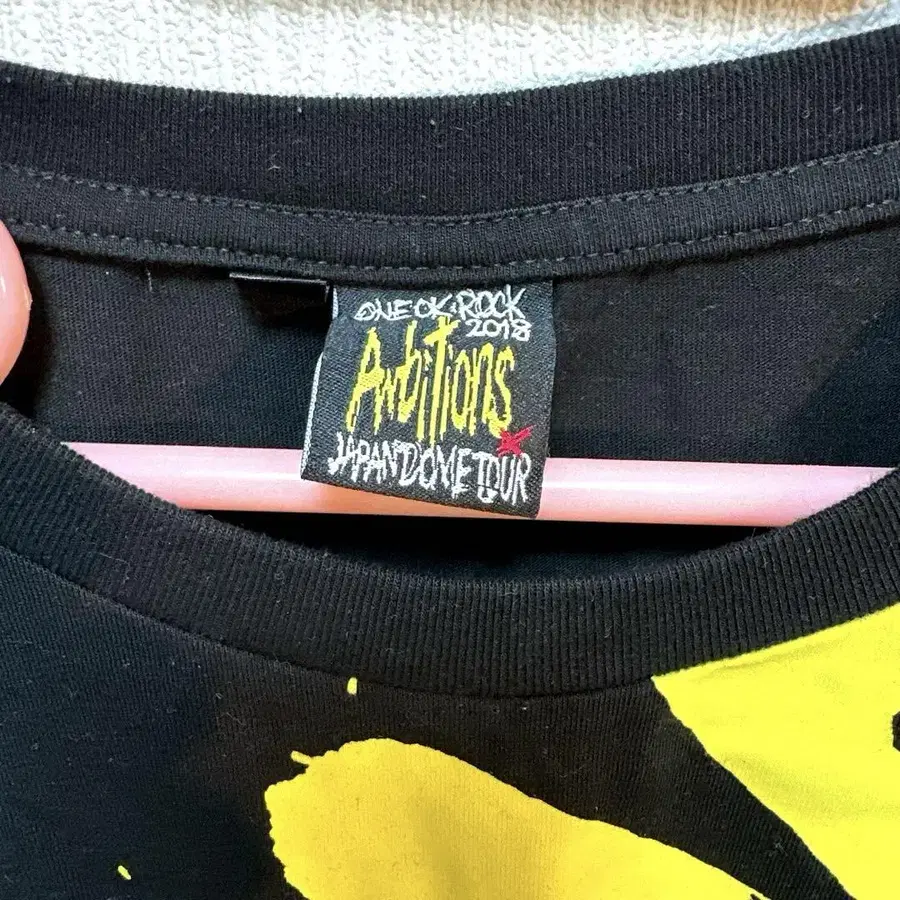 ONE OK ROCK
2018
Ambitions
JAPAN DOME TOUR